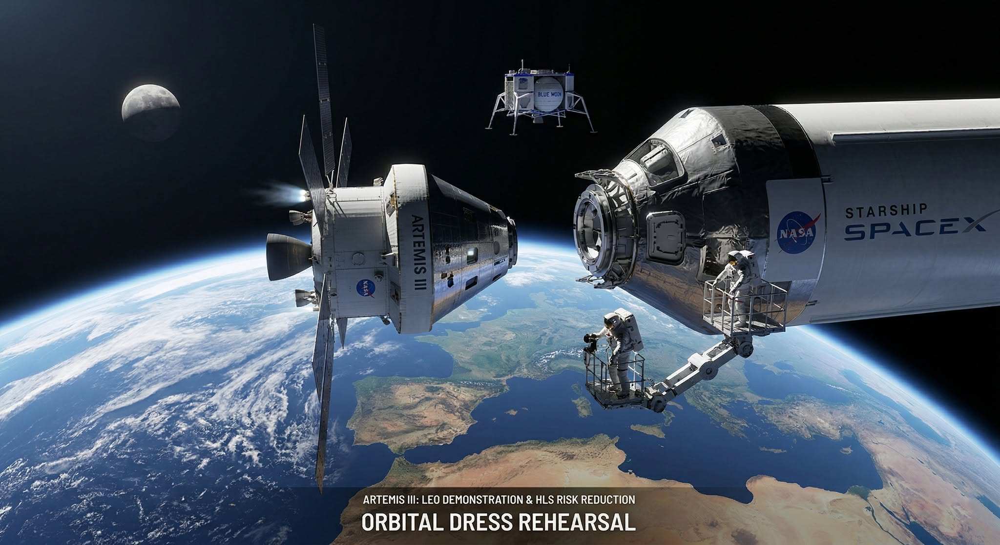 BLUE MOON
ARTEMIS III
NASA
NASA
STARSHIP
SPACEX
ARTEMIS III: LEO DEMONSTRATION & HLS RISK REDUCTION
ORBITAL DRESS REHEARSAL